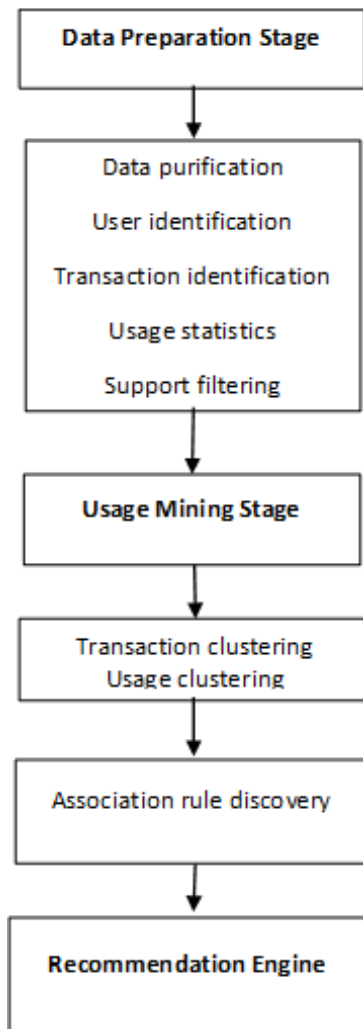 Data Preparation Stage
Data purification
User identification
Transaction identification
Usage statistics
Support filtering
Usage Mining Stage
Transaction clustering
Usage clustering
Association rule discovery
Recommendation Engine